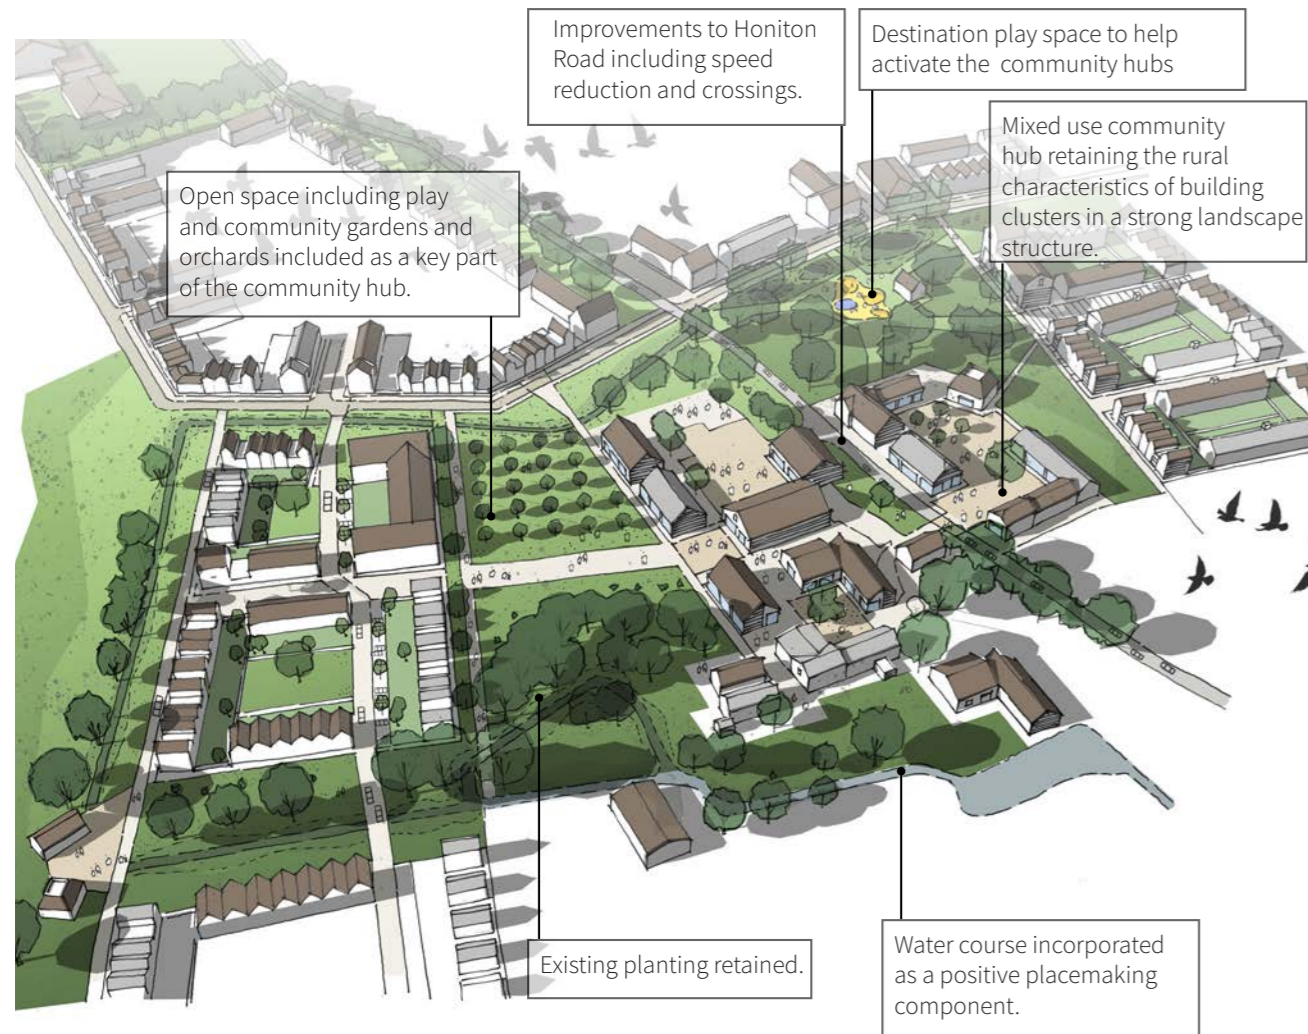 Improvements to Honiton
Road including speed
reduction and crossings.
Destination play space to help
activate the  community hubs
Mixed use community
hub retaining the rural
characteristics of building
clusters in a strong landscape
structure.
Open space including play
and community gardens and
orchards included as a key part
of the community hub.
Existing planting retained.
Water course incorporated
as a positive placemaking
component.